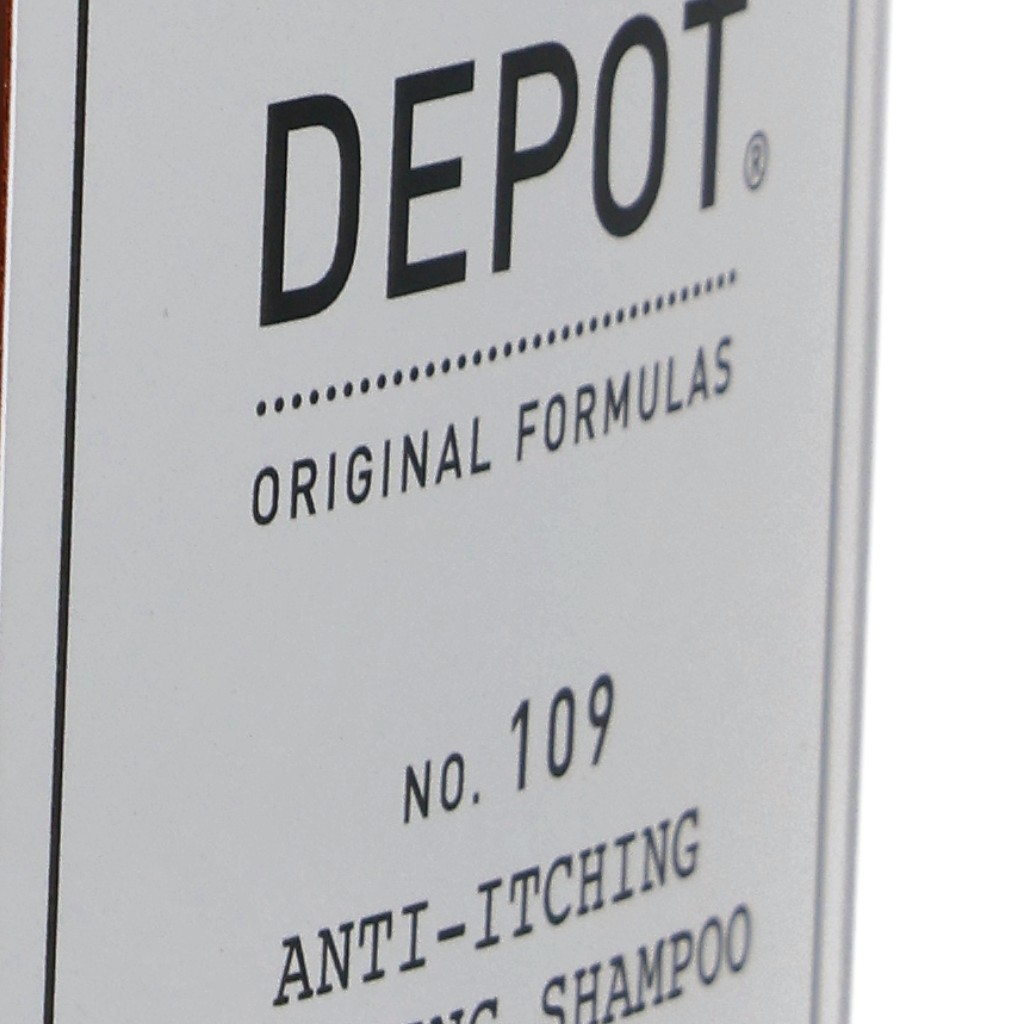 DEPOT®
ORIGINAL FORMULAS
NO. 109
ANTI-ITCHING
SHAMPOO